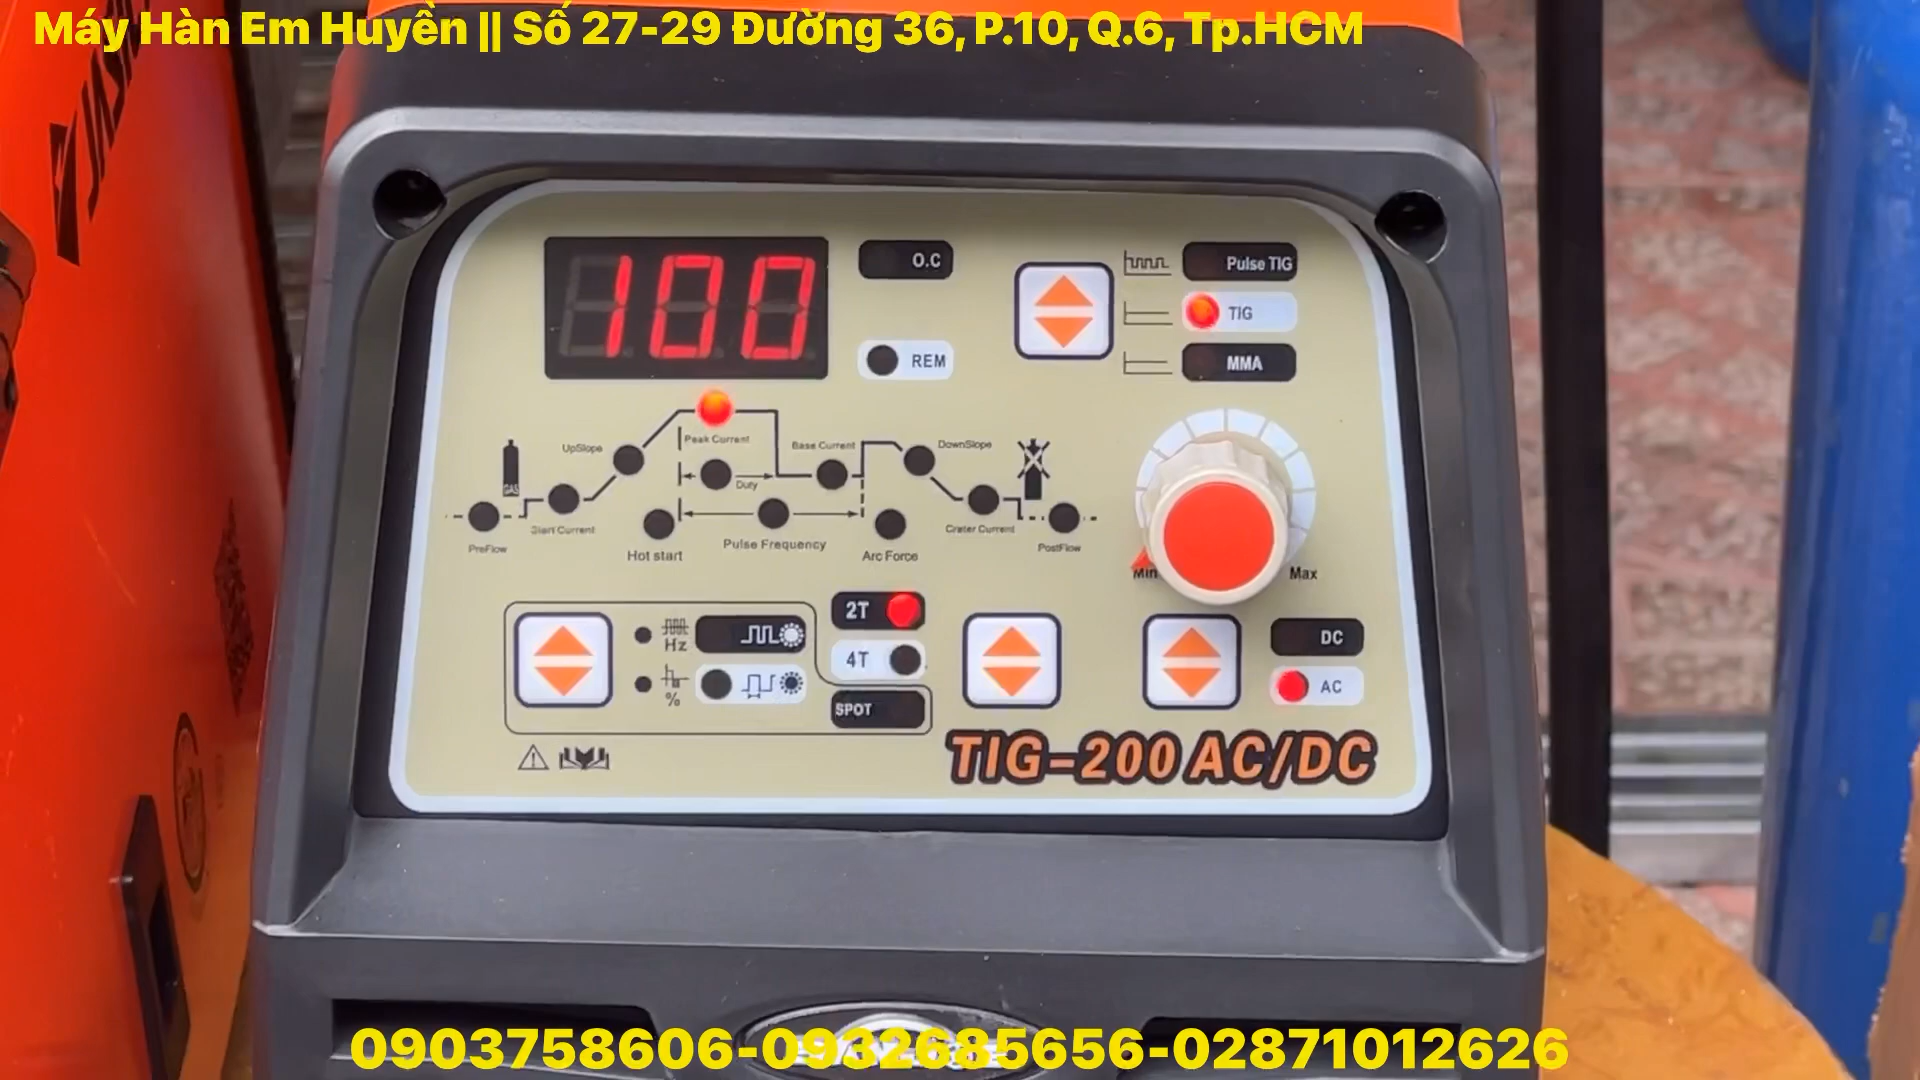 Máy Hàn Em Huyền || Số 27-29 Đường 36, P.10, Q.6, Tp.HCM
JASIC
100
O.C
REM
Pulse TIG
TIG
MMA
UpSlope
Peak Current
Base Current
DownSlope
GAS
Duty
Start Current
Crater Current
PreFlow
Hot start
Pulse Frequency
Arc Force
PostFlow
Min
Max
Hz
%
2T
4T
SPOT
DC
AC
TIG-200 AC/DC
0903758606-0932685656-02871012626